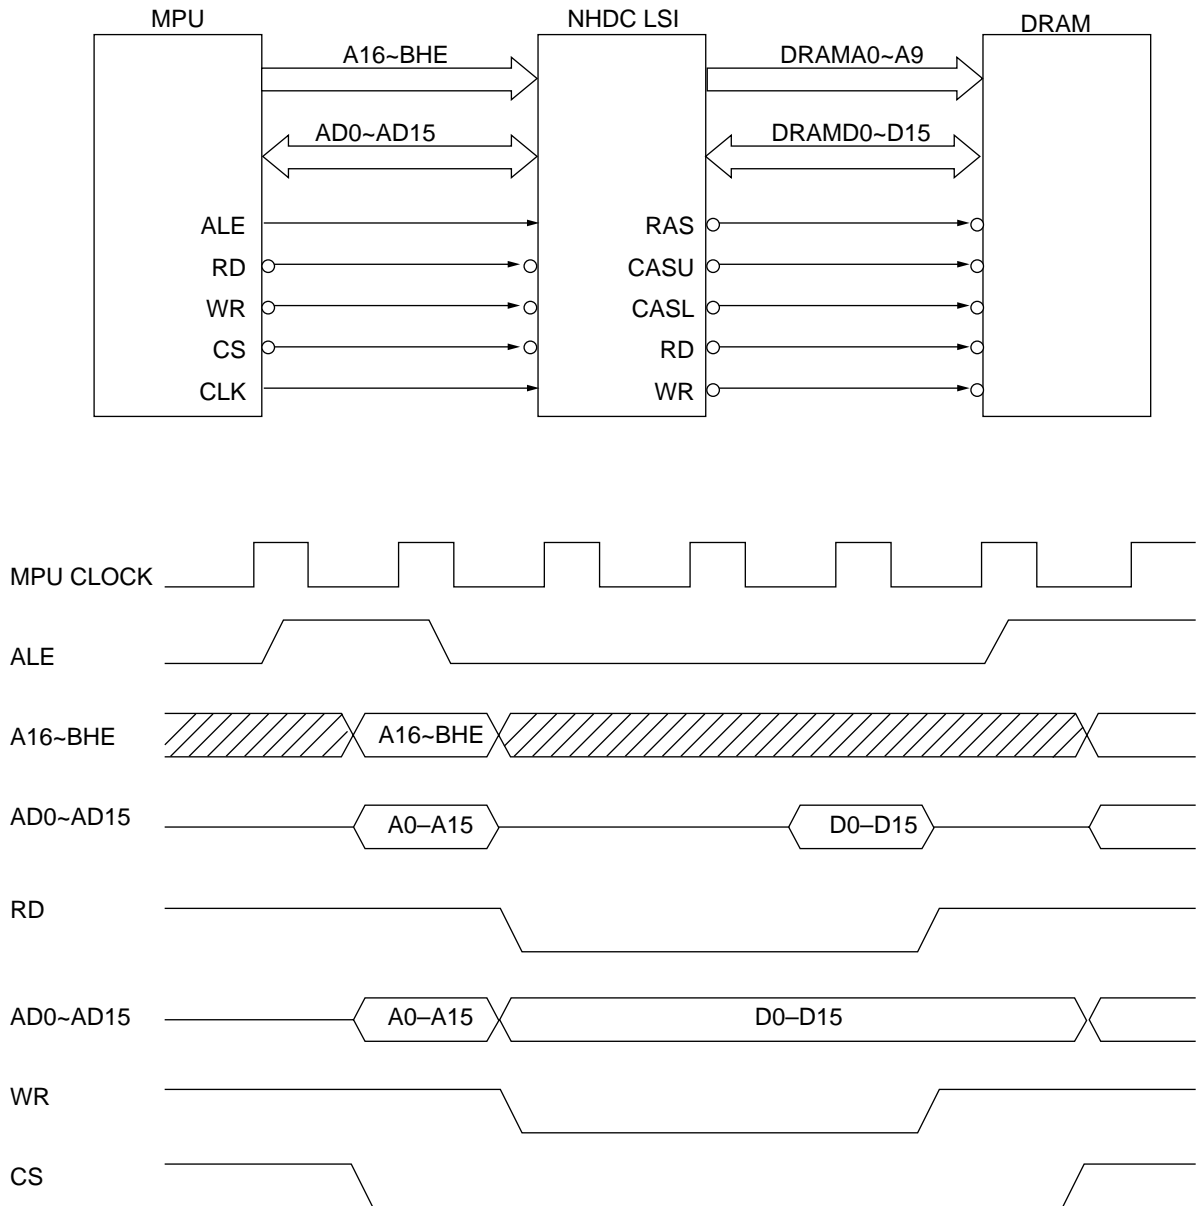 MPU NHDC LSI DRAM
A16~BHE DRAMA0~A9
AD0~AD15 DRAMD0~D15
ALE RAS
RD CASU
WR CASL
CS RD
CLK WR
MPU CLOCK
ALE
A16~BHE A16~BHE
AD0~AD15 A0–A15 D0–D15
RD
AD0~AD15 A0–A15 D0–D15
WR
CS